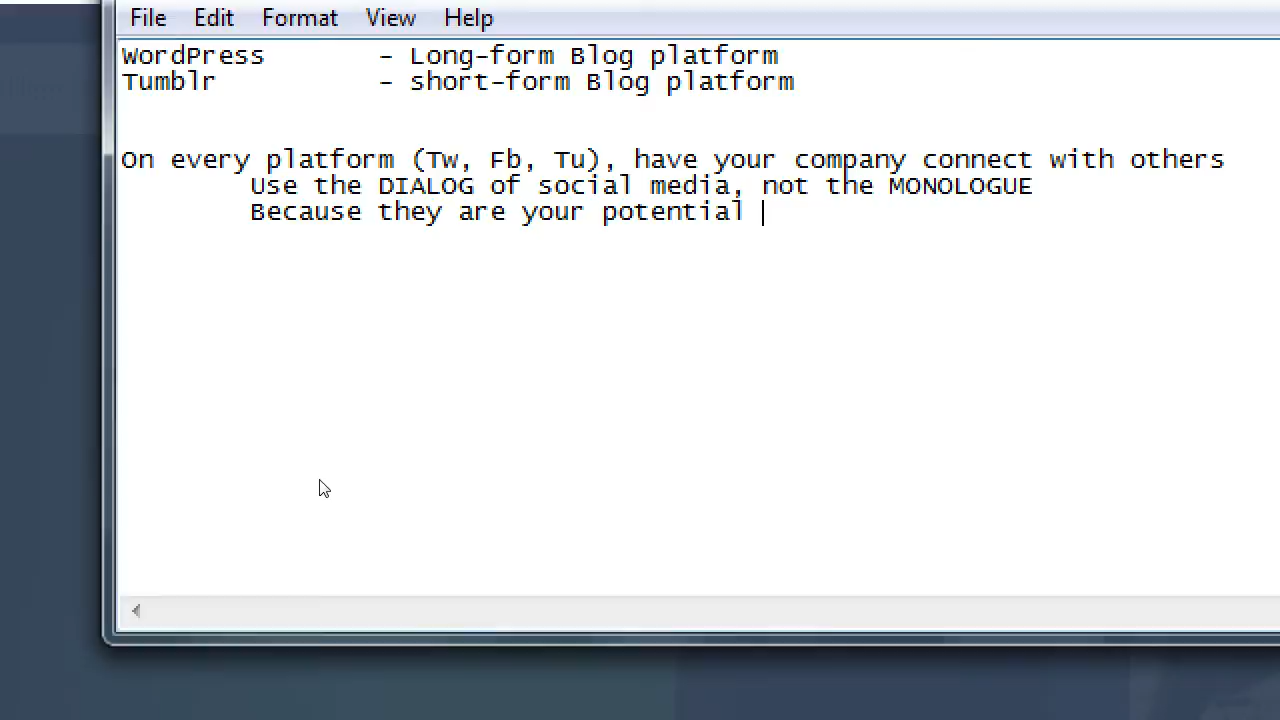 File Edit Format View Help
WordPress - Long-form Blog platform
Tumblr - short-form Blog platform
On every platform (Tw, Fb, Tu), have your company connect with others
Use the DIALOG of social media, not the MONOLOGUE
Because they are your potential